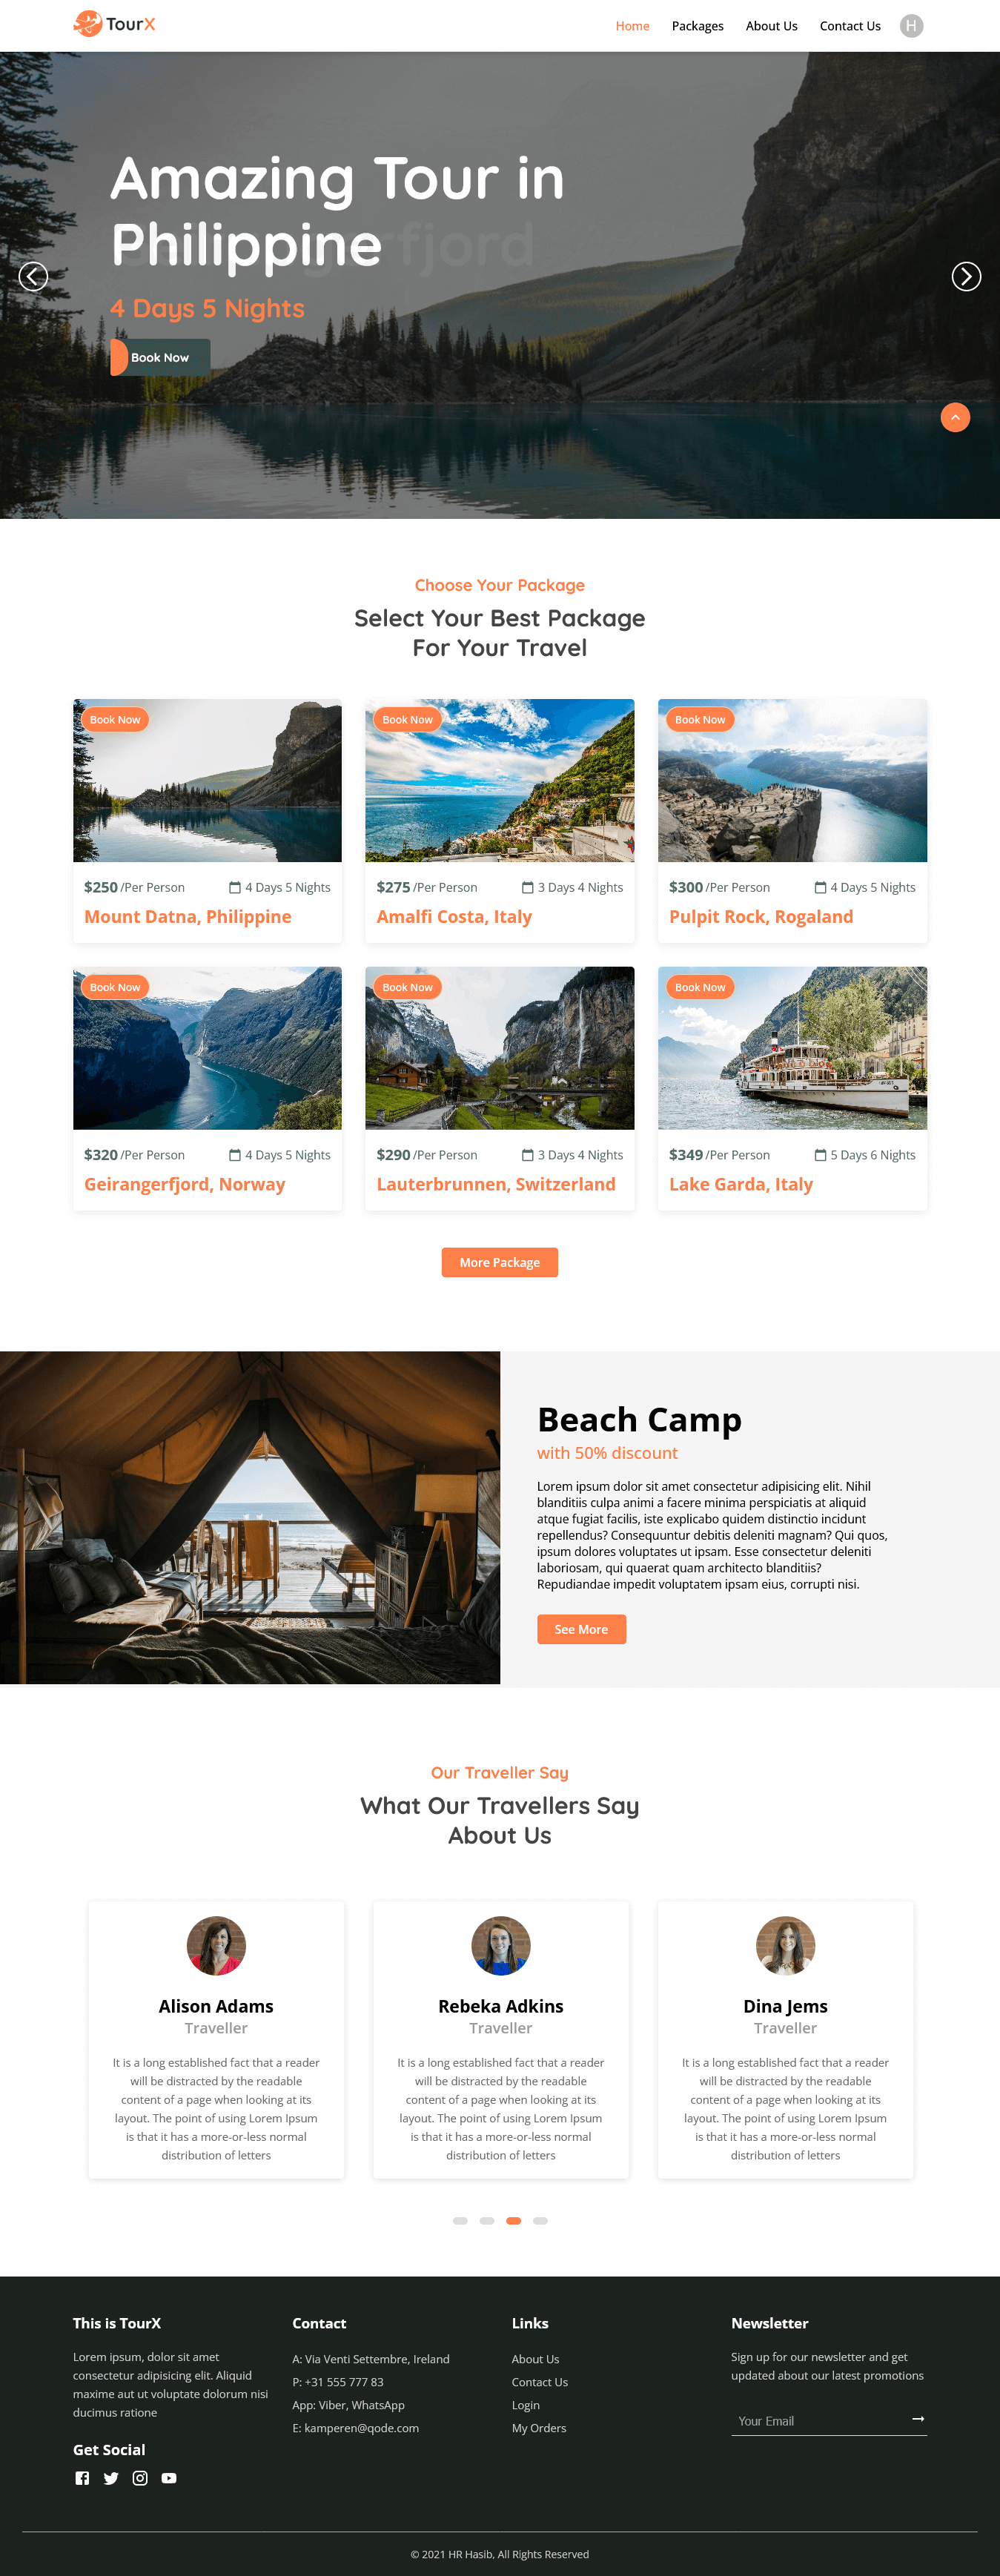 TourX
Home Packages About Us Contact Us H
Amazing Tour in
Philippine
fjord
4 Days 5 Nights
Book Now
Choose Your Package
Select Your Best Package
For Your Travel
Book Now
$250 /Per Person 4 Days 5 Nights
Mount Datna, Philippine
Book Now
$275 /Per Person 3 Days 4 Nights
Amalfi Costa, Italy
Book Now
$300 /Per Person 4 Days 5 Nights
Pulpit Rock, Rogaland
Book Now
$320 /Per Person 4 Days 5 Nights
Geirangerfjord, Norway
Book Now
$290 /Per Person 3 Days 4 Nights
Lauterbrunnen, Switzerland
Book Now
$349 /Per Person 5 Days 6 Nights
Lake Garda, Italy
More Package
Beach Camp
with 50% discount
Lorem ipsum dolor sit amet consectetur adipisicing elit. Nihil
blanditiis culpa animi a facere minima perspiciatis at aliquid
atque fugiat facilis, iste explicabo quidem distinctio incidunt
repellendus? Consequuntur debitis deleniti magnam? Qui quos,
ipsum dolores voluptates ut ipsam. Esse consectetur deleniti
laboriosam, qui quaerat quam architecto blanditiis?
Repudiandae impedit voluptatem ipsam eius, corrupti nisi.
See More
Our Traveller Say
What Our Travellers Say
About Us
Alison Adams
Traveller
It is a long established fact that a reader
will be distracted by the readable
content of a page when looking at its
layout. The point of using Lorem Ipsum
is that it has a more-or-less normal
distribution of letters
Rebeka Adkins
Traveller
It is a long established fact that a reader
will be distracted by the readable
content of a page when looking at its
layout. The point of using Lorem Ipsum
is that it has a more-or-less normal
distribution of letters
Dina Jems
Traveller
It is a long established fact that a reader
will be distracted by the readable
content of a page when looking at its
layout. The point of using Lorem Ipsum
is that it has a more-or-less normal
distribution of letters
This is TourX
Lorem ipsum, dolor sit amet
consectetur adipisicing elit. Aliquid
maxime aut ut voluptate dolorum nisi
ducimus ratione
Get Social
Contact
A: Via Venti Settembre, Ireland
P: +31 555 777 83
App: Viber, WhatsApp
E: kamperen@qode.com
Links
About Us
Contact Us
Login
My Orders
Newsletter
Sign up for our newsletter and get
updated about our latest promotions
Your Email
© 2021 HR Hasib, All Rights Reserved